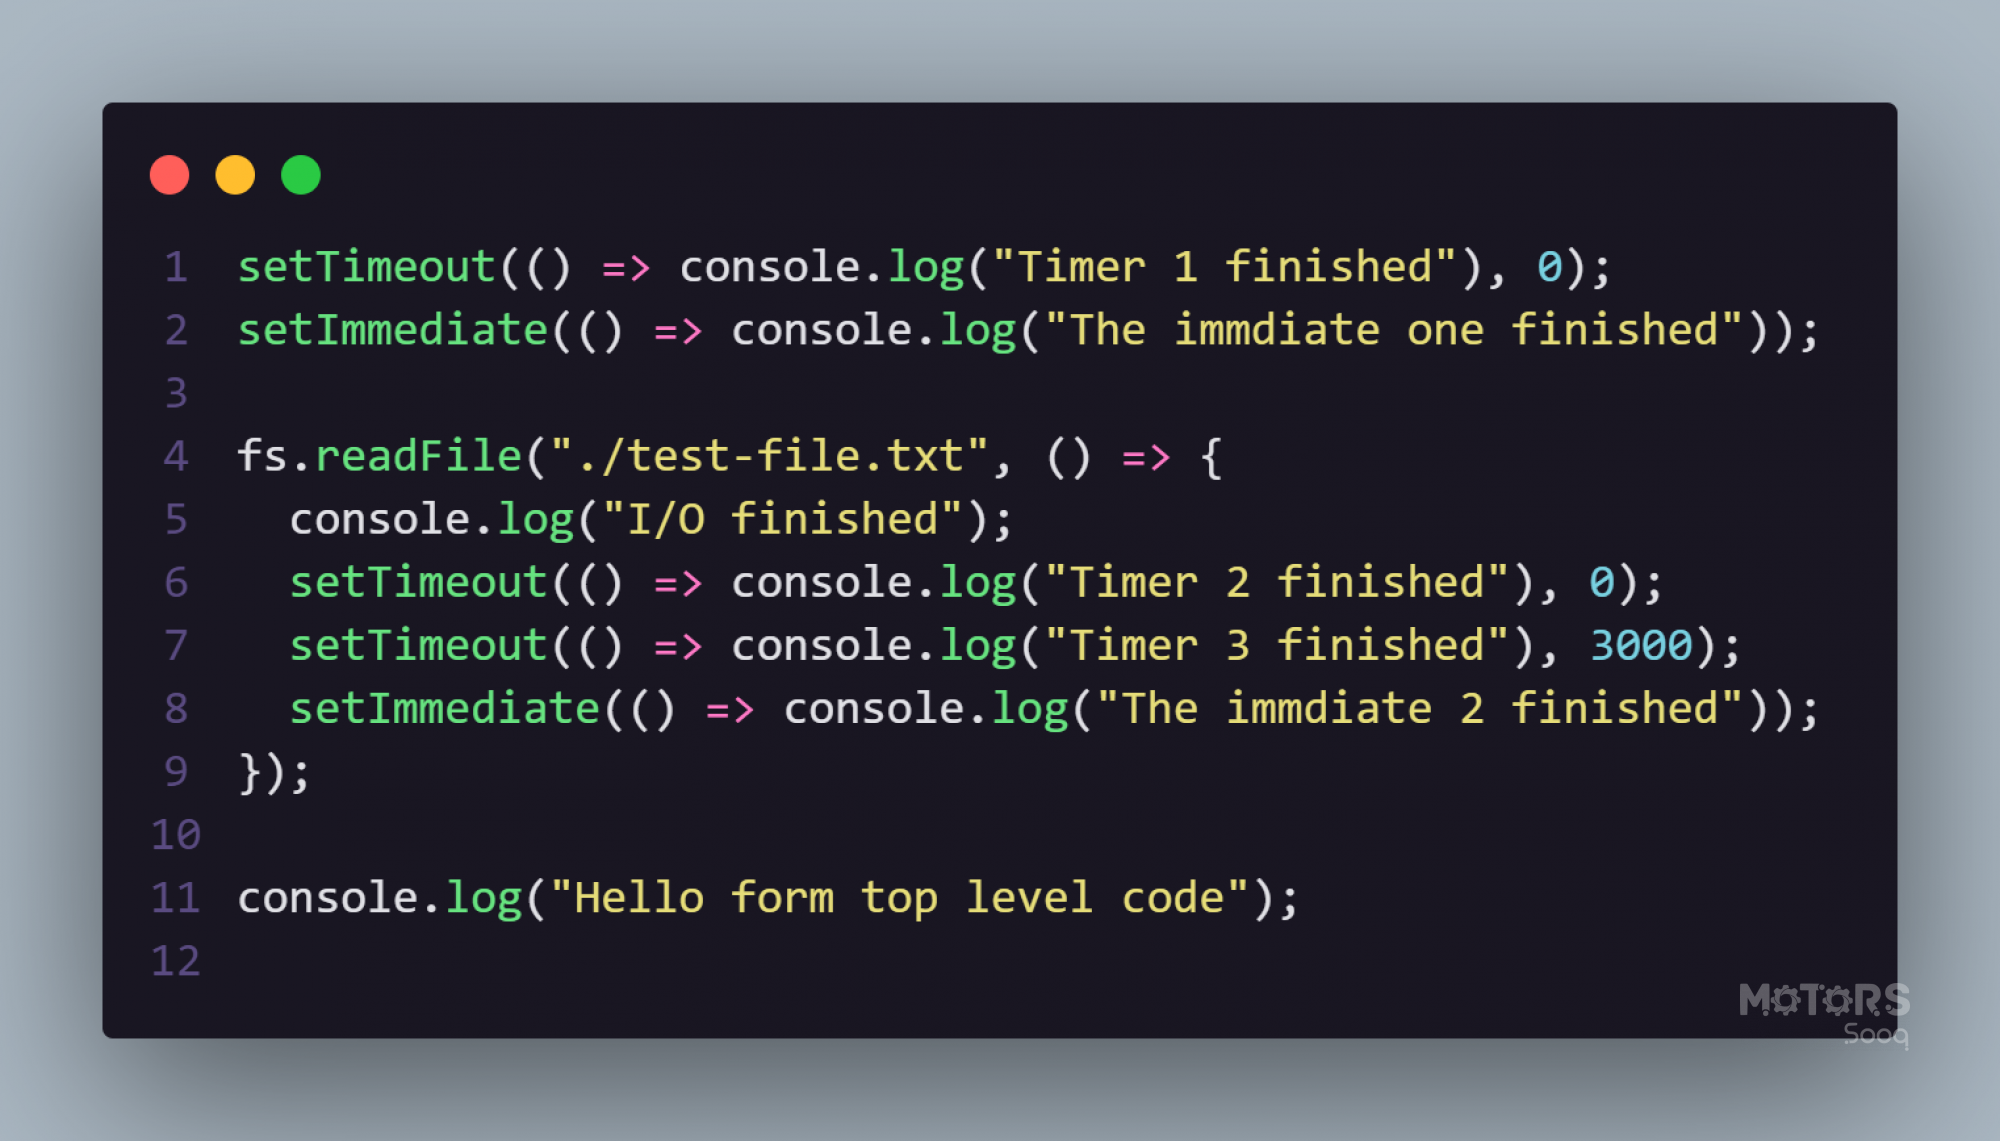 1 setTimeout(() => console.log("Timer 1 finished"), 0);
2 setImmediate(() => console.log("The immdiate one finished"));
3
4 fs.readFile("./test-file.txt", () => {
5   console.log("I/O finished");
6   setTimeout(() => console.log("Timer 2 finished"), 0);
7   setTimeout(() => console.log("Timer 3 finished"), 3000);
8   setImmediate(() => console.log("The immdiate 2 finished"));
9 });
10
11 console.log("Hello form top level code");
12
MOTORS
Sooq